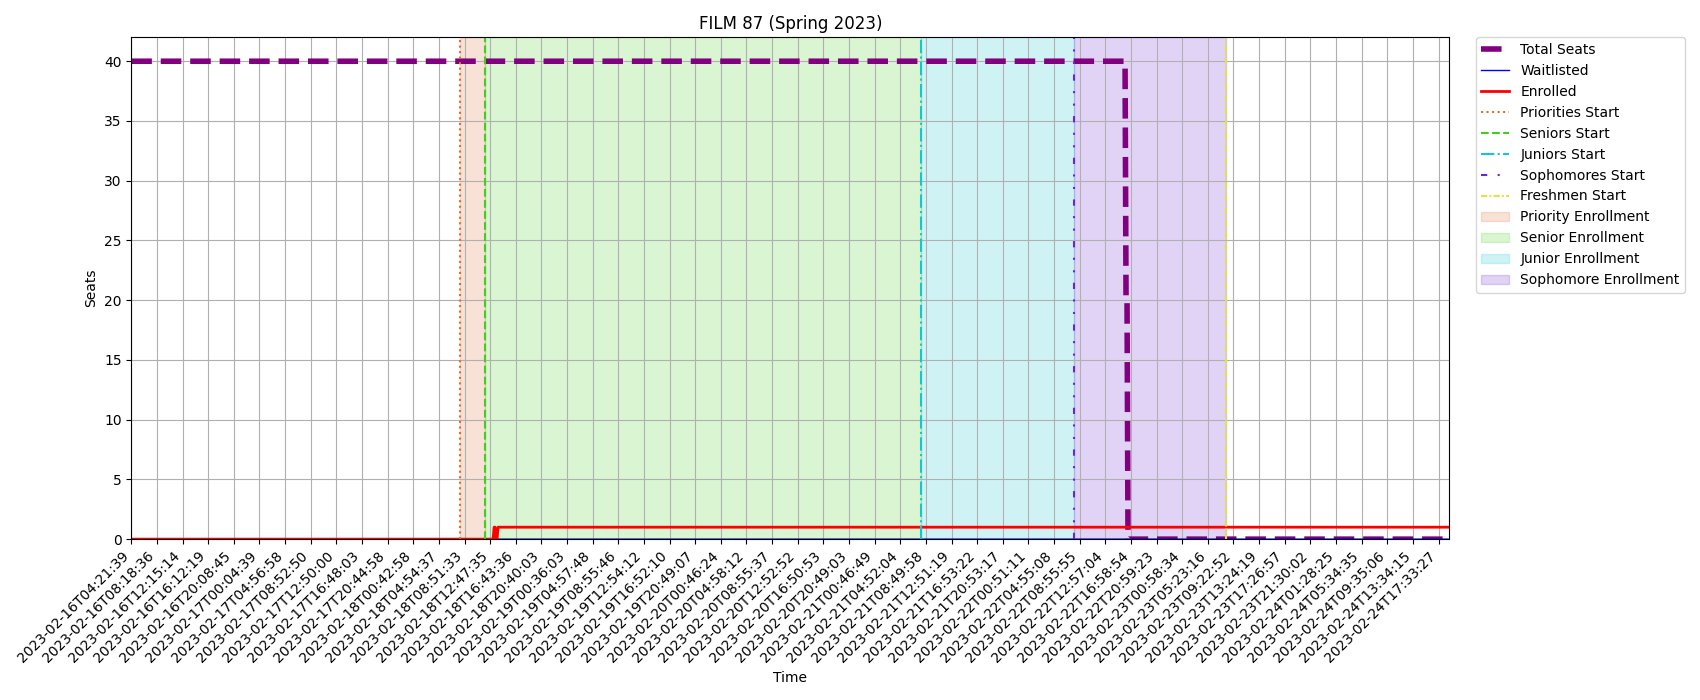 FILM 87 (Spring 2023)
Seats
40
35
30
25
20
15
10
5
0
2023-02-16T04:21:39
2023-02-16T08:18:36
2023-02-16T12:15:14
2023-02-16T16:12:19
2023-02-16T20:08:45
2023-02-17T00:04:39
2023-02-17T04:56:58
2023-02-17T08:52:50
2023-02-17T12:50:00
2023-02-17T16:48:03
2023-02-17T20:44:58
2023-02-18T00:42:58
2023-02-18T04:54:37
2023-02-18T08:51:33
2023-02-18T12:47:35
2023-02-18T16:43:36
2023-02-18T20:40:03
2023-02-19T00:36:03
2023-02-19T04:57:48
2023-02-19T08:55:46
2023-02-19T12:54:12
2023-02-19T16:52:10
2023-02-19T20:49:07
2023-02-20T00:46:24
2023-02-20T04:58:12
2023-02-20T08:55:37
2023-02-20T12:52:52
2023-02-20T16:50:53
2023-02-20T20:49:03
2023-02-21T00:46:49
2023-02-21T04:52:04
2023-02-21T08:49:58
2023-02-21T12:51:19
2023-02-21T16:53:22
2023-02-21T20:53:17
2023-02-22T00:51:11
2023-02-22T04:55:08
2023-02-22T08:55:55
2023-02-22T12:57:04
2023-02-22T16:58:54
2023-02-22T20:59:23
2023-02-23T00:58:34
2023-02-23T05:23:16
2023-02-23T09:22:52
2023-02-23T13:24:19
2023-02-23T17:26:57
2023-02-23T21:30:02
2023-02-24T01:28:25
2023-02-24T05:34:35
2023-02-24T09:35:06
2023-02-24T13:34:15
2023-02-24T17:33:27
Time
Total Seats
Waitlisted
Enrolled
Priorities Start
Seniors Start
Juniors Start
Sophomores Start
Freshmen Start
Priority Enrollment
Senior Enrollment
Junior Enrollment
Sophomore Enrollment